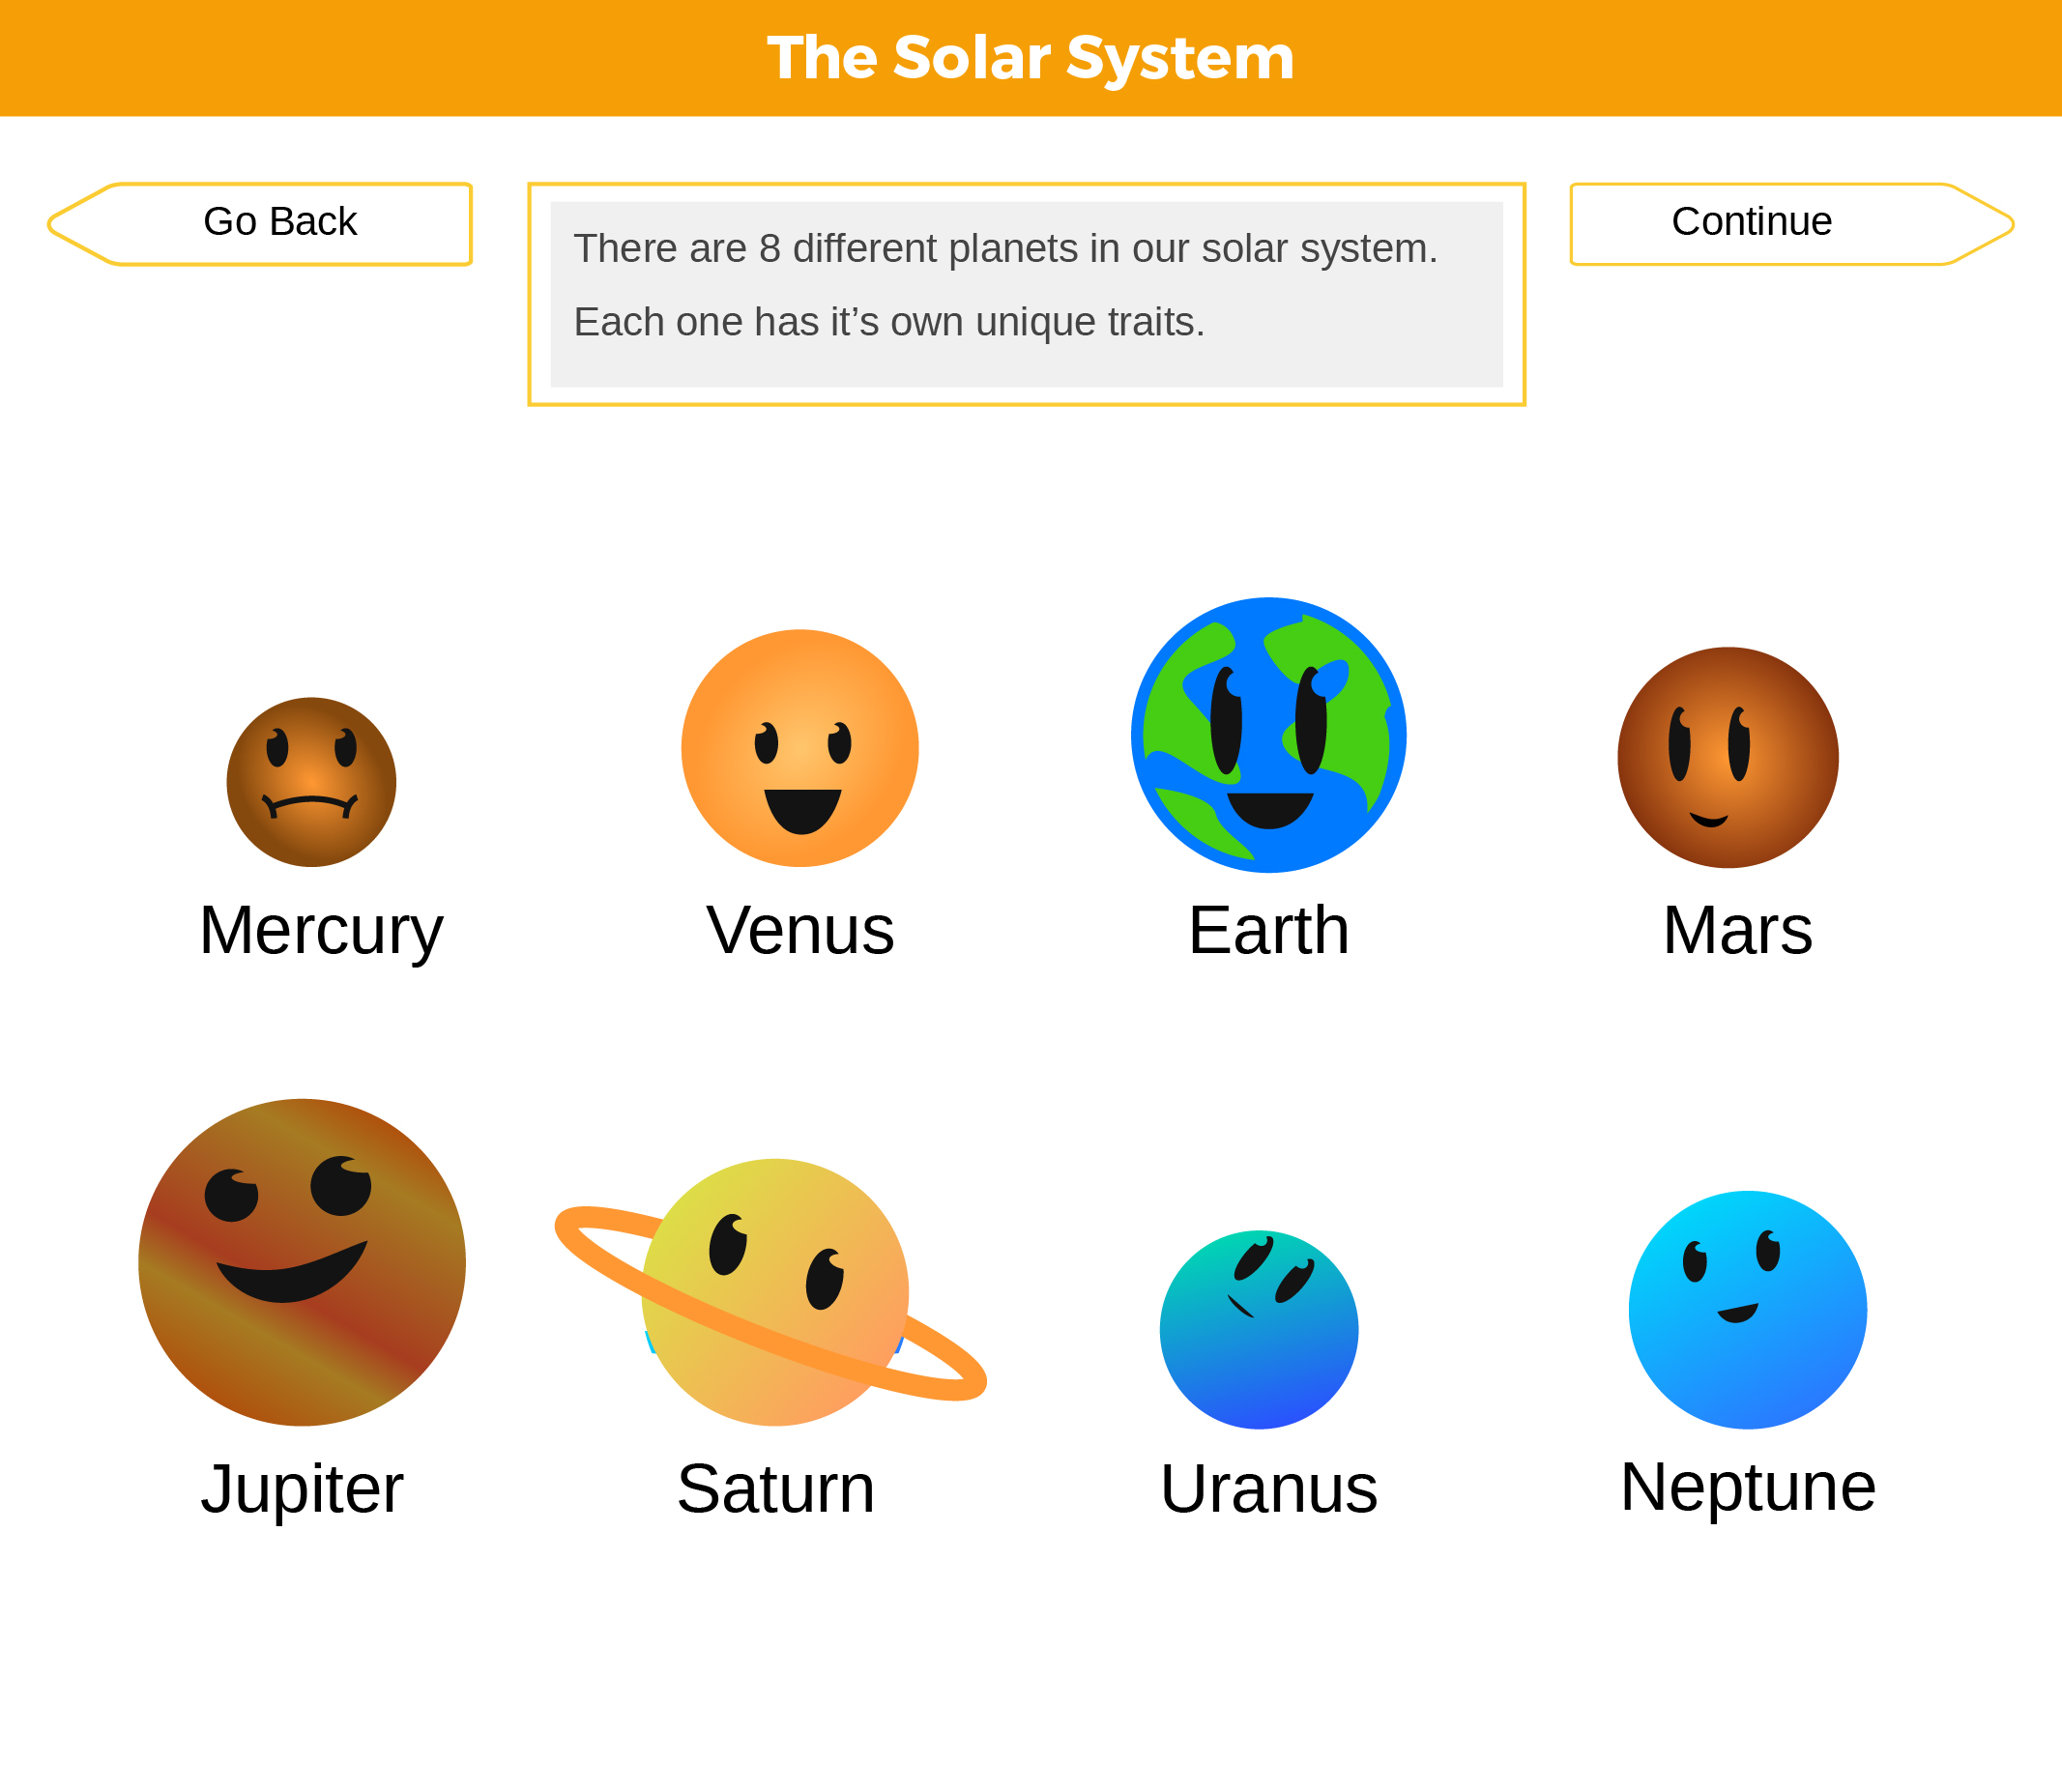 The Solar System
Go Back
There are 8 different planets in our solar system.
Each one has it’s own unique traits.
Continue
Mercury
Venus
Earth
Mars
Jupiter
Saturn
Uranus
Neptune